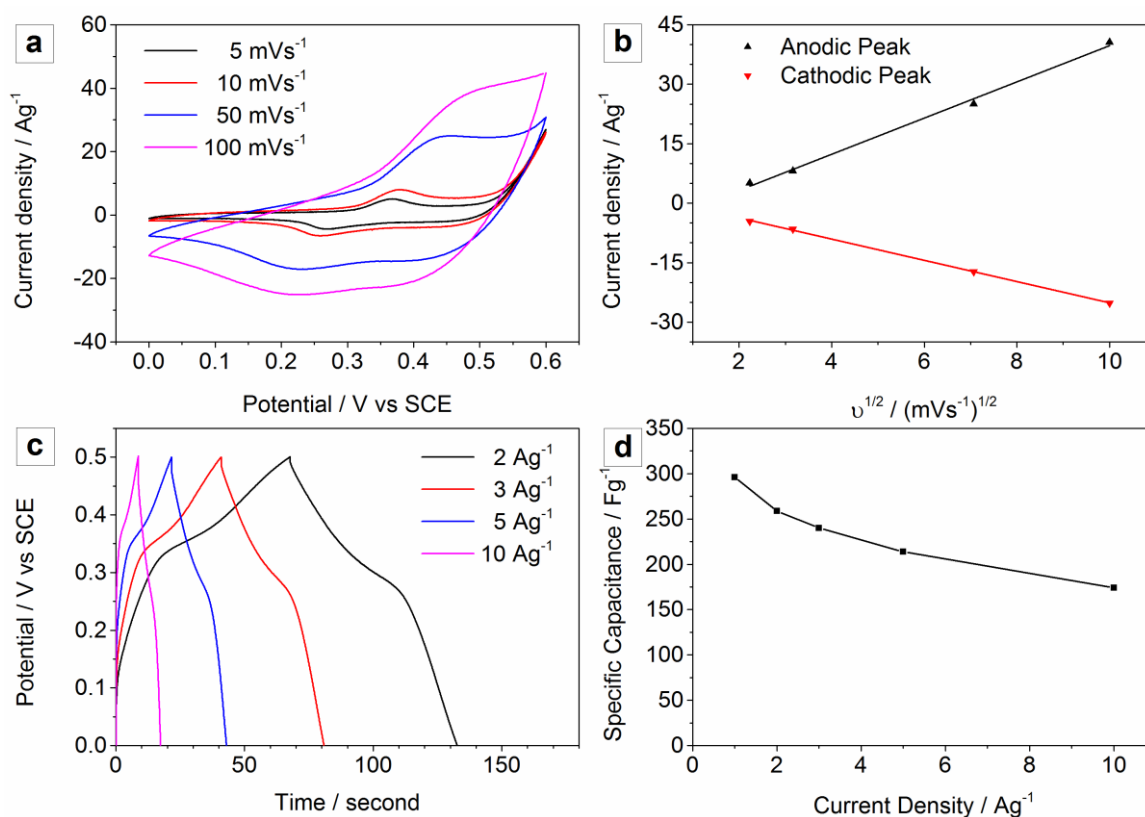 a
60
40
20
0
-20
-40
Current density / Ag⁻¹
5 mVs⁻¹
10 mVs⁻¹
50 mVs⁻¹
100 mVs⁻¹
0.0 0.1 0.2 0.3 0.4 0.5 0.6
Potential / V vs SCE
b
45
30
15
0
-15
-30
Current density / Ag⁻¹
Anodic Peak
Cathodic Peak
2 4 6 8 10
υ¹/² / (mVs⁻¹)¹/²
c
0.5
0.4
0.3
0.2
0.1
0.0
Potential / V vs SCE
2 Ag⁻¹
3 Ag⁻¹
5 Ag⁻¹
10 Ag⁻¹
0 50 100 150
Time / second
d
350
300
250
200
150
100
50
0
Specific Capacitance / Fg⁻¹
0 2 4 6 8 10
Current Density / Ag⁻¹